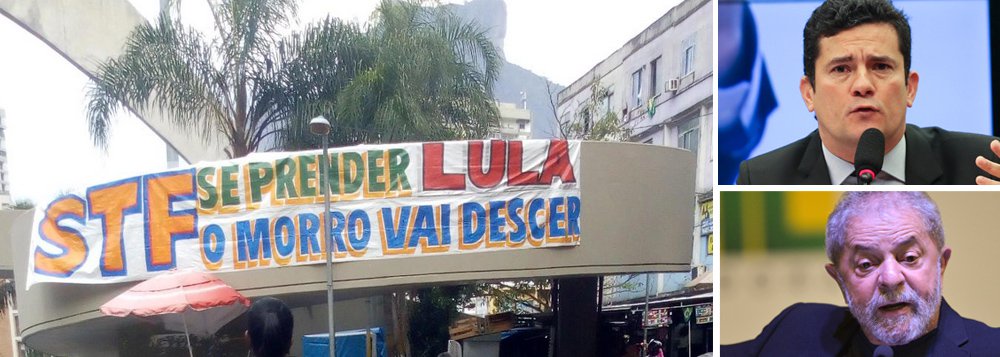 STF SE PRENDER LULA
O MORRO VAI DESCER